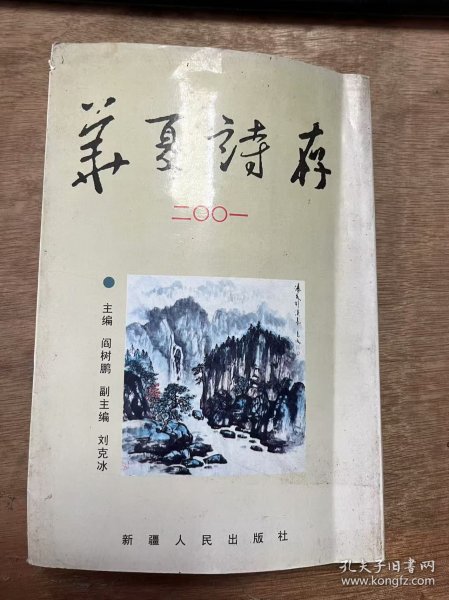 華夏詩存
二〇〇一
主编 阎树鹏 副主编 刘克冰
新疆人民出版社
孔夫子旧书网
www.kongfz.com